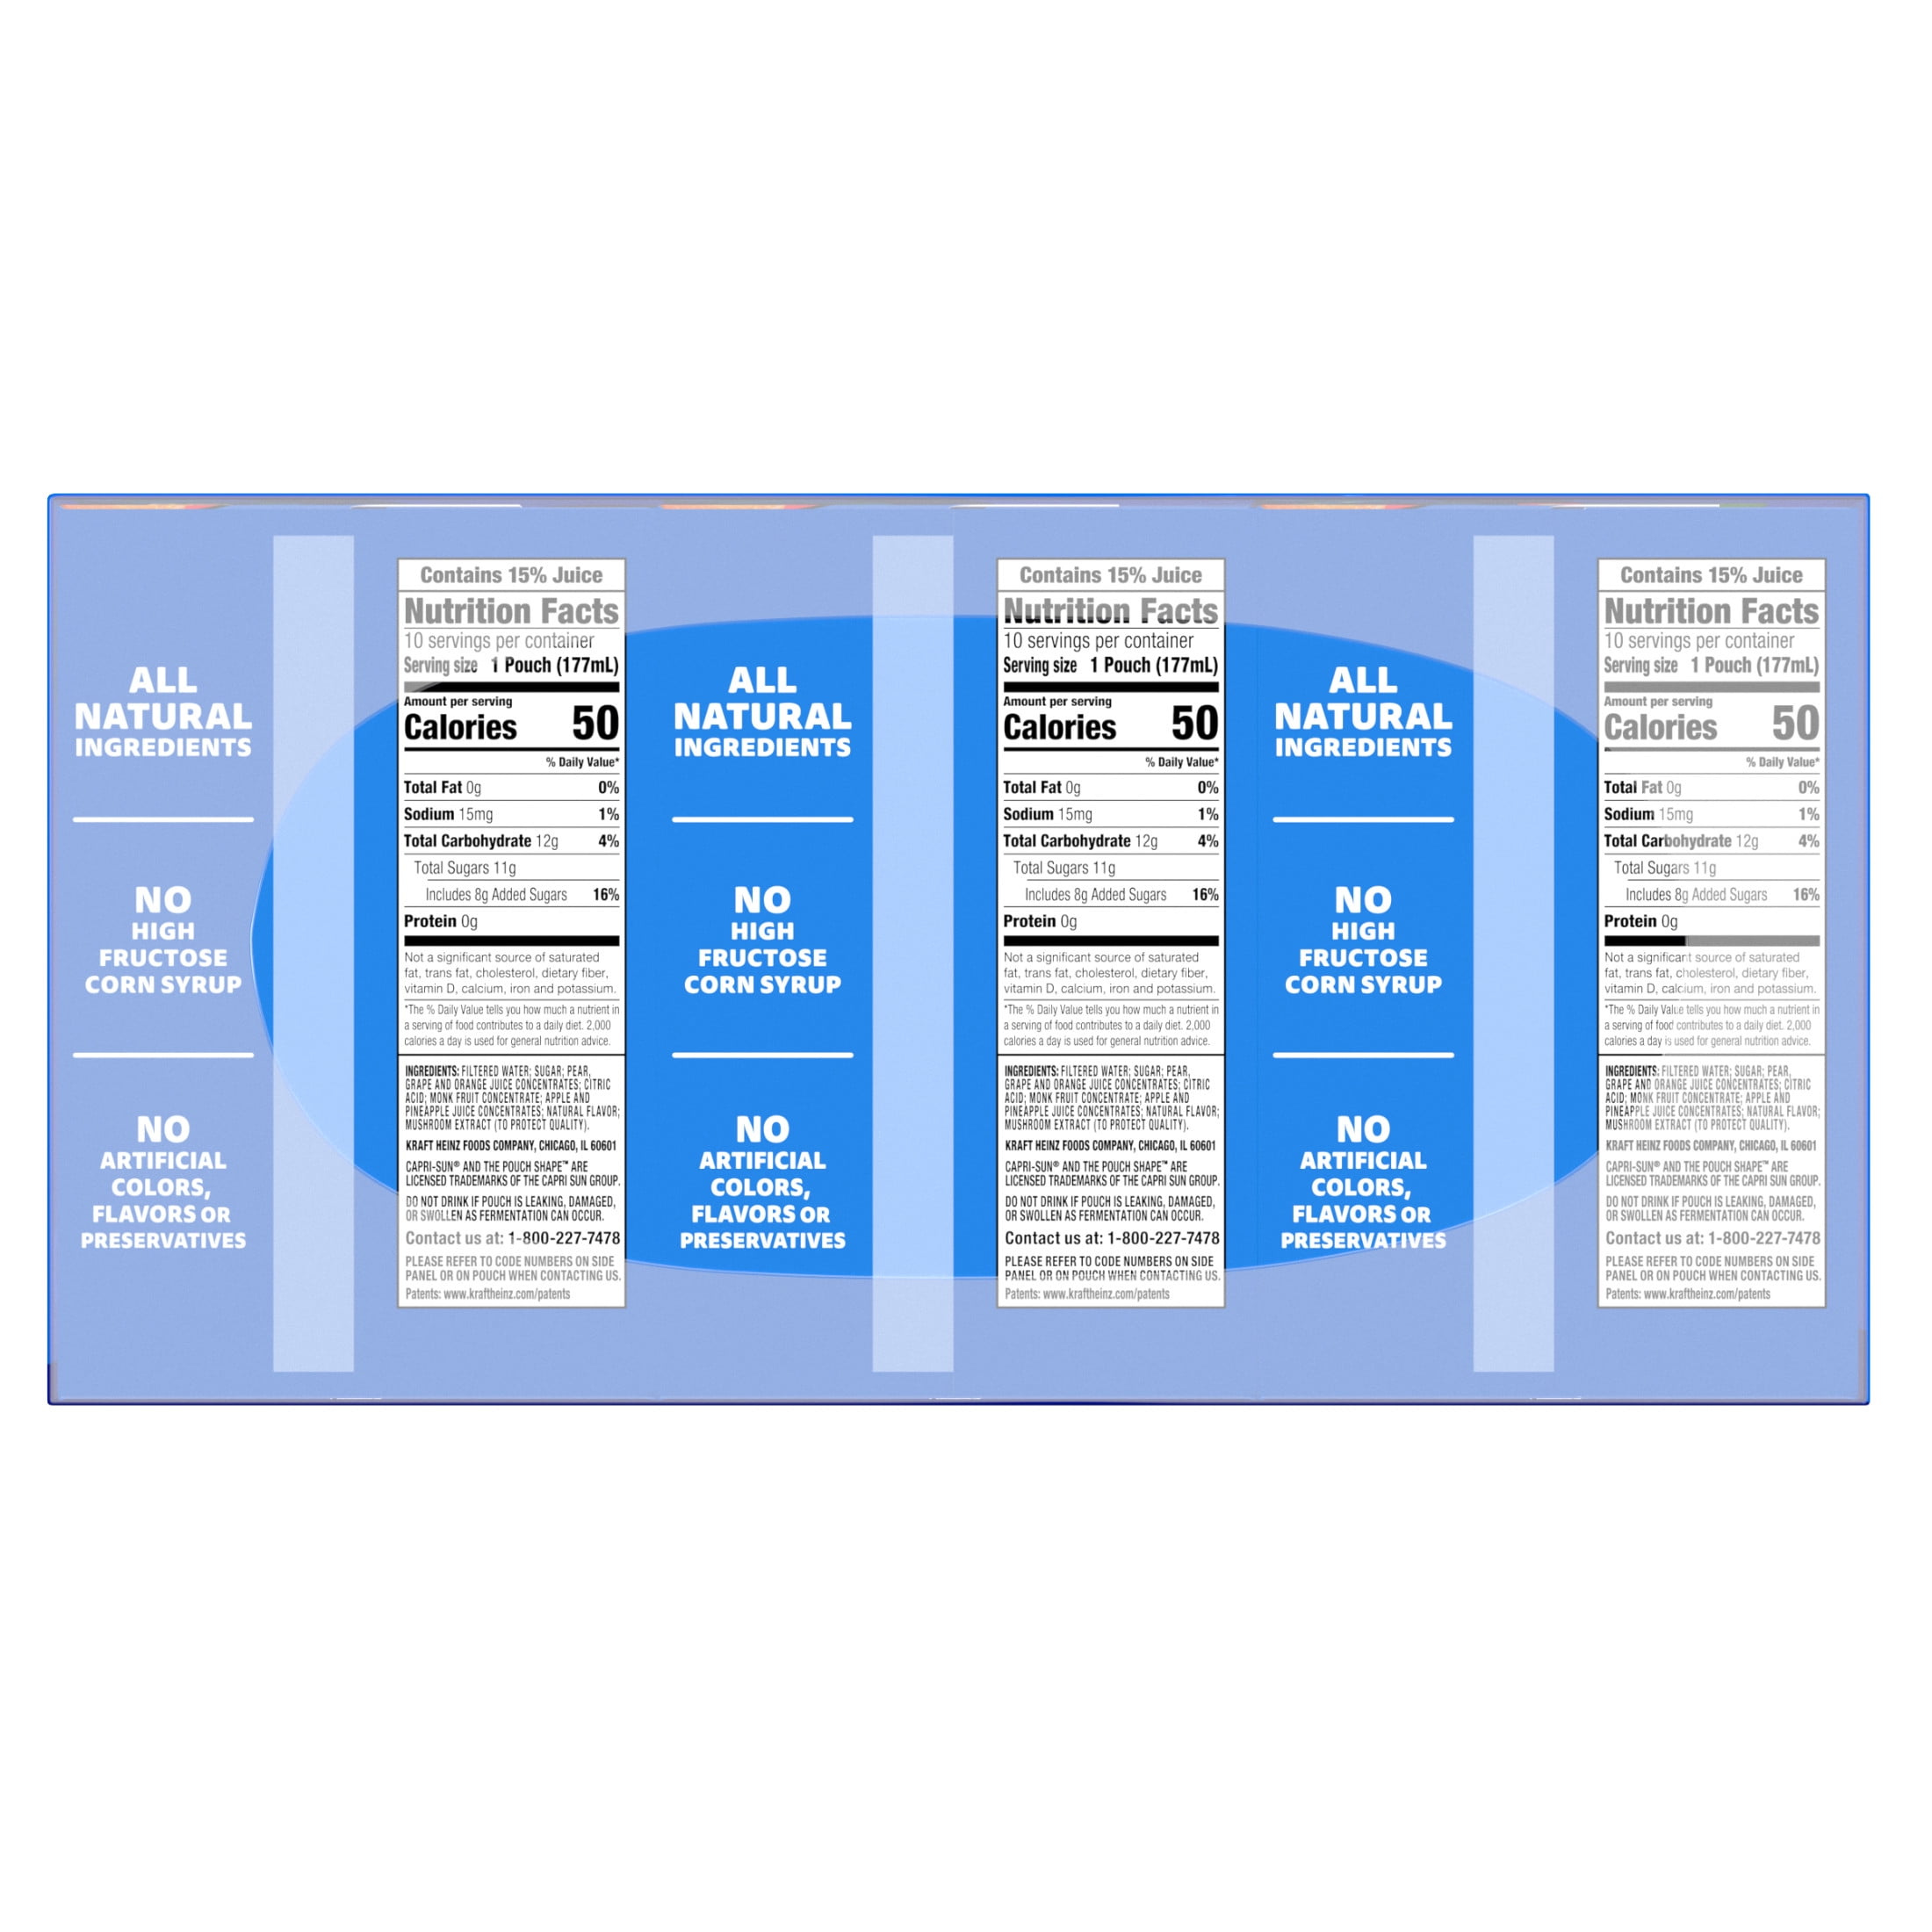 ALL
NATURAL
INGREDIENTS
NO
HIGH
FRUCTOSE
CORN SYRUP
NO
ARTIFICIAL
COLORS,
FLAVORS OR
PRESERVATIVES
Contains 15% Juice
Nutrition Facts
10 servings per container
Serving size 1 Pouch (177mL)
Amount per serving
Calories 50
% Daily Value*
Total Fat 0g 0%
Sodium 15mg 1%
Total Carbohydrate 12g 4%
Total Sugars 11g
Includes 8g Added Sugars 16%
Protein 0g
Not a significant source of saturated
fat, trans fat, cholesterol, dietary fiber,
vitamin D, calcium, iron and potassium.
*The % Daily Value tells you how much a nutrient in
a serving of food contributes to a daily diet. 2,000
calories a day is used for general nutrition advice.
INGREDIENTS: FILTERED WATER; SUGAR; PEAR,
GRAPE AND ORANGE JUICE CONCENTRATES; CITRIC
ACID; MONK FRUIT CONCENTRATE; APPLE AND
PINEAPPLE JUICE CONCENTRATES; NATURAL FLAVOR;
MUSHROOM EXTRACT (TO PROTECT QUALITY).
KRAFT HEINZ FOODS COMPANY, CHICAGO, IL 60601
CAPRI-SUN® AND THE POUCH SHAPE™ ARE
LICENSED TRADEMARKS OF THE CAPRI SUN GROUP.
DO NOT DRINK IF POUCH IS LEAKING, DAMAGED,
OR SWOLLEN AS FERMENTATION CAN OCCUR.
Contact us at: 1-800-227-7478
PLEASE REFER TO CODE NUMBERS ON SIDE
PANEL OR ON POUCH WHEN CONTACTING US.
Patents: www.kraftheinz.com/patents
ALL
NATURAL
INGREDIENTS
NO
HIGH
FRUCTOSE
CORN SYRUP
NO
ARTIFICIAL
COLORS,
FLAVORS OR
PRESERVATIVES
Contains 15% Juice
Nutrition Facts
10 servings per container
Serving size 1 Pouch (177mL)
Amount per serving
Calories 50
% Daily Value*
Total Fat 0g 0%
Sodium 15mg 1%
Total Carbohydrate 12g 4%
Total Sugars 11g
Includes 8g Added Sugars 16%
Protein 0g
Not a significant source of saturated
fat, trans fat, cholesterol, dietary fiber,
vitamin D, calcium, iron and potassium.
*The % Daily Value tells you how much a nutrient in
a serving of food contributes to a daily diet. 2,000
calories a day is used for general nutrition advice.
INGREDIENTS: FILTERED WATER; SUGAR; PEAR,
GRAPE AND ORANGE JUICE CONCENTRATES; CITRIC
ACID; MONK FRUIT CONCENTRATE; APPLE AND
PINEAPPLE JUICE CONCENTRATES; NATURAL FLAVOR;
MUSHROOM EXTRACT (TO PROTECT QUALITY).
KRAFT HEINZ FOODS COMPANY, CHICAGO, IL 60601
CAPRI-SUN® AND THE POUCH SHAPE™ ARE
LICENSED TRADEMARKS OF THE CAPRI SUN GROUP.
DO NOT DRINK IF POUCH IS LEAKING, DAMAGED,
OR SWOLLEN AS FERMENTATION CAN OCCUR.
Contact us at: 1-800-227-7478
PLEASE REFER TO CODE NUMBERS ON SIDE
PANEL OR ON POUCH WHEN CONTACTING US.
Patents: www.kraftheinz.com/patents
ALL
NATURAL
INGREDIENTS
NO
HIGH
FRUCTOSE
CORN SYRUP
NO
ARTIFICIAL
COLORS,
FLAVORS OR
PRESERVATIVES
Contains 15% Juice
Nutrition Facts
10 servings per container
Serving size 1 Pouch (177mL)
Amount per serving
Calories 50
% Daily Value*
Total Fat 0g 0%
Sodium 15mg 1%
Total Carbohydrate 12g 4%
Total Sugars 11g
Includes 8g Added Sugars 16%
Protein 0g
Not a significant source of saturated
fat, trans fat, cholesterol, dietary fiber,
vitamin D, calcium, iron and potassium.
*The % Daily Value tells you how much a nutrient in
a serving of food contributes to a daily diet. 2,000
calories a day is used for general nutrition advice.
INGREDIENTS: FILTERED WATER; SUGAR; PEAR,
GRAPE AND ORANGE JUICE CONCENTRATES; CITRIC
ACID; MONK FRUIT CONCENTRATE; APPLE AND
PINEAPPLE JUICE CONCENTRATES; NATURAL FLAVOR;
MUSHROOM EXTRACT (TO PROTECT QUALITY).
KRAFT HEINZ FOODS COMPANY, CHICAGO, IL 60601
CAPRI-SUN® AND THE POUCH SHAPE™ ARE
LICENSED TRADEMARKS OF THE CAPRI SUN GROUP.
DO NOT DRINK IF POUCH IS LEAKING, DAMAGED,
OR SWOLLEN AS FERMENTATION CAN OCCUR.
Contact us at: 1-800-227-7478
PLEASE REFER TO CODE NUMBERS ON SIDE
PANEL OR ON POUCH WHEN CONTACTING US.
Patents: www.kraftheinz.com/patents